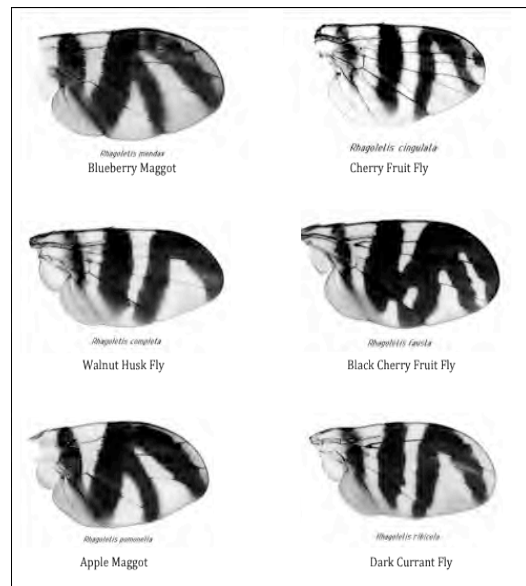 Rhagoletis mendax
Blueberry Maggot
Rhagoletis cingulata
Cherry Fruit Fly
Rhagoletis completa
Walnut Husk Fly
Rhagoletis fausta
Black Cherry Fruit Fly
Rhagoletis pomonella
Apple Maggot
Rhagoletis ribicola
Dark Currant Fly